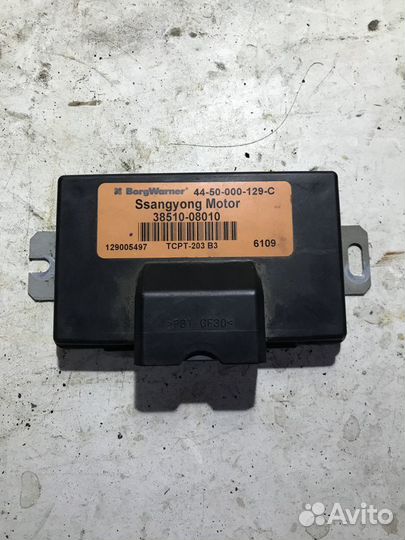 BorgWarner 44-50-000-129-C
Ssangyong Motor
38510-08010
129005497 TCPT-203 B3 6109
>PBT GF30<
Avito